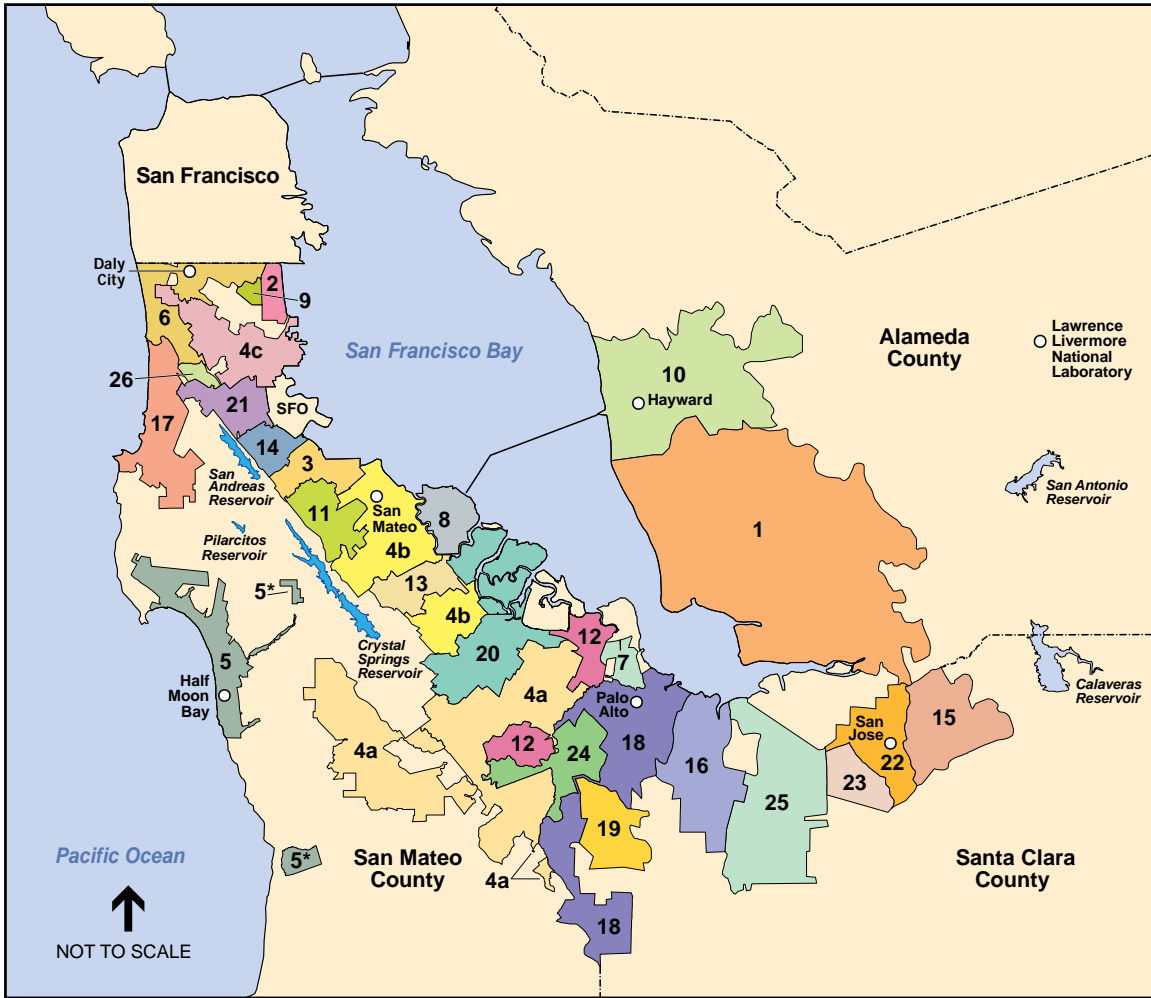 San Francisco
Daly
City
2
9
6
4c
San Francisco Bay
Alameda
County
Lawrence
Livermore
National
Laboratory
26
10
Hayward
21
SFO
17
14
3
San
Andreas
Reservoir
San Antonio
Reservoir
11
San
Mateo
8
1
Pilarcitos
Reservoir
4b
13
5*
4b
12
Crystal
Springs
Reservoir
20
7
5
Half
Moon
Bay
4a
Palo
Alto
Calaveras
Reservoir
15
San
Jose
12
24
18
4a
16
22
23
25
19
Pacific Ocean
5*
San Mateo
County
4a
Santa Clara
County
18
NOT TO SCALE